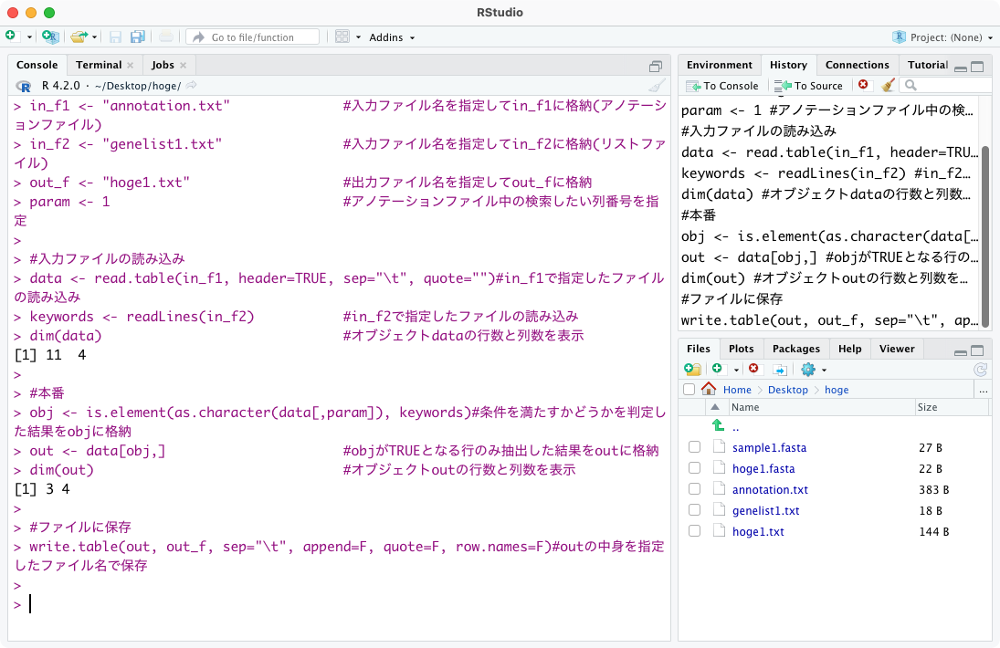 RStudio
Go to file/function
Addins
Project: (None)
Console Terminal Jobs
R 4.2.0 · ~/Desktop/hoge/
> in_f1 <- "annotation.txt" #入力ファイル名を指定してin_f1に格納(アノテーシ
ョンファイル)
> in_f2 <- "genelist1.txt" #入力ファイル名を指定してin_f2に格納(リストファ
イル)
> out_f <- "hoge1.txt" #出力ファイル名を指定してout_fに格納
> param <- 1 #アノテーションファイル中の検索したい列番号を指
定
>
> #入力ファイルの読み込み
> data <- read.table(in_f1, header=TRUE, sep="\t", quote="")#in_f1で指定したファイル
の読み込み
> keywords <- readLines(in_f2) #in_f2で指定したファイルの読み込み
> dim(data) #オブジェクトdataの行数と列数を表示
[1] 11  4
>
> #本番
> obj <- is.element(as.character(data[,param]), keywords)#条件を満たすかどうかを判定し
た結果をobjに格納
> out <- data[obj,] #objがTRUEとなる行のみ抽出した結果をoutに格納
> dim(out) #オブジェクトoutの行数と列数を表示
[1] 3 4
>
> #ファイルに保存
> write.table(out, out_f, sep="\t", append=F, quote=F, row.names=F)#outの中身を指定
したファイル名で保存
>
>
Environment History Connections Tutorial
To Console To Source
param <- 1 #アノテーションファイル中の検…
#入力ファイルの読み込み
data <- read.table(in_f1, header=TRU…
keywords <- readLines(in_f2) #in_f2…
dim(data) #オブジェクトdataの行数と列数…
#本番
obj <- is.element(as.character(data[…
out <- data[obj,] #objがTRUEとなる行の…
dim(out) #オブジェクトoutの行数と列数を…
#ファイルに保存
write.table(out, out_f, sep="\t", ap…
Files Plots Packages Help Viewer
Home Desktop hoge ...
Name Size
..
sample1.fasta 27 B
hoge1.fasta 22 B
annotation.txt 383 B
genelist1.txt 18 B
hoge1.txt 144 B